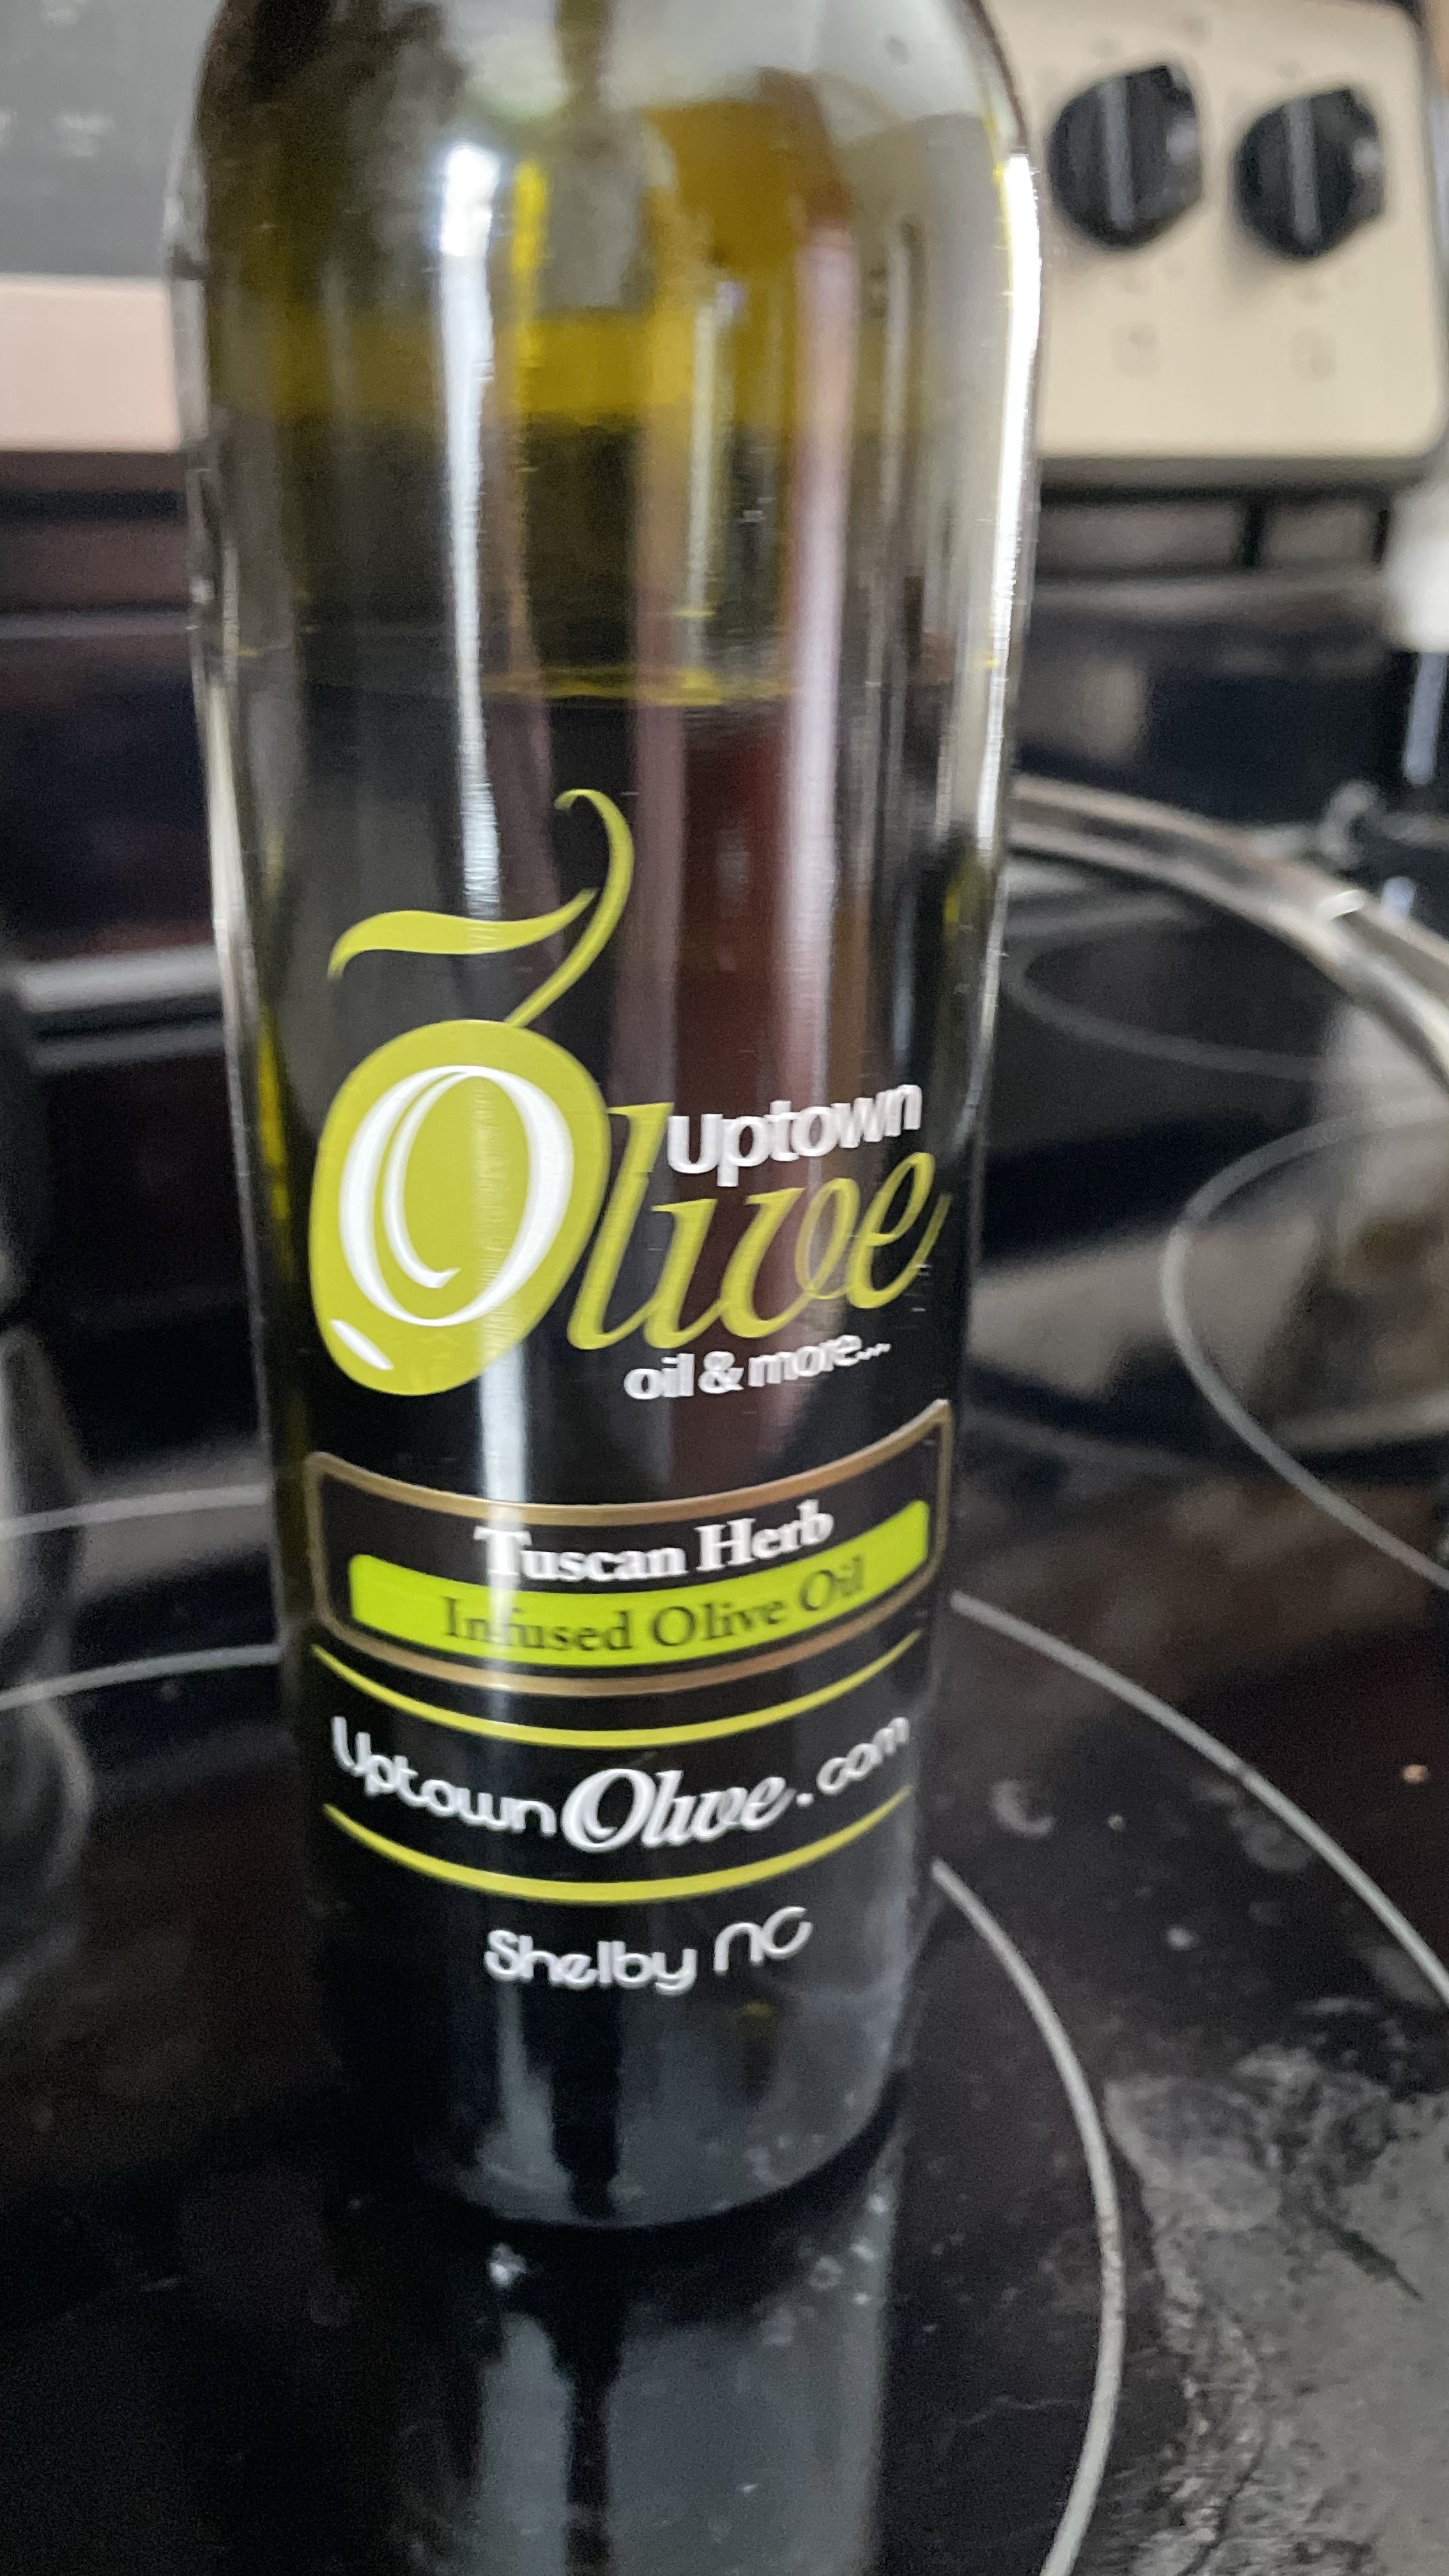 Uptown
Olive
oil & more...
Tuscan Herb
Infused Olive Oil
UptownOlive.com
Shelby NC